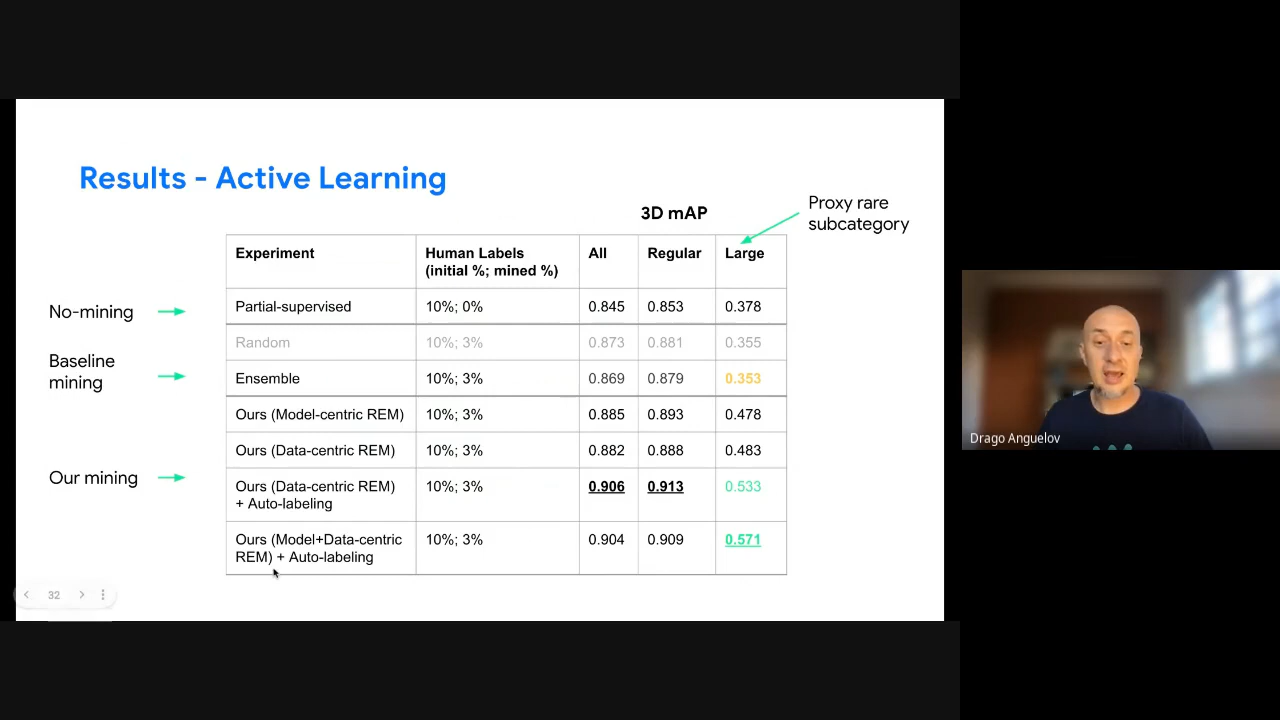 Results - Active Learning
Proxy rare
subcategory
3D mAP
Experiment Human Labels All Regular Large
(initial %; mined %)
No-mining Partial-supervised 10%; 0% 0.845 0.853 0.378
Random 10%; 3% 0.873 0.881 0.355
Baseline
mining
Ensemble 10%; 3% 0.869 0.879 0.353
Ours (Model-centric REM) 10%; 3% 0.885 0.893 0.478
Ours (Data-centric REM) 10%; 3% 0.882 0.888 0.483
Our mining
Ours (Data-centric REM) 10%; 3% 0.906 0.913 0.533
+ Auto-labeling
Ours (Model+Data-centric 10%; 3% 0.904 0.909 0.571
REM) + Auto-labeling
32
Drago Anguelov